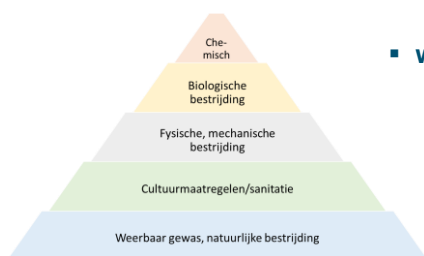 Che-
misch
Biologische
bestrijding
Fysische, mechanische
bestrijding
Cultuurmaatregelen/sanitatie
Weerbaar gewas, natuurlijke bestrijding